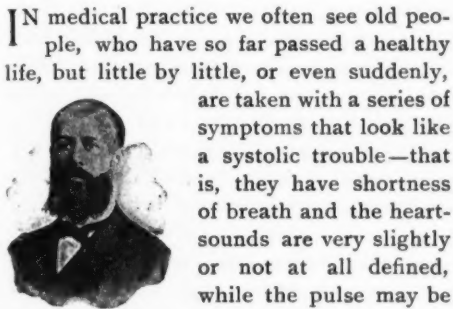 IN medical practice we often see old peo-
ple, who have so far passed a healthy
life, but little by little, or even suddenly,
are taken with a series of
symptoms that look like
a systolic trouble—that
is, they have shortness
of breath and the heart-
sounds are very slightly
or not at all defined,
while the pulse may be